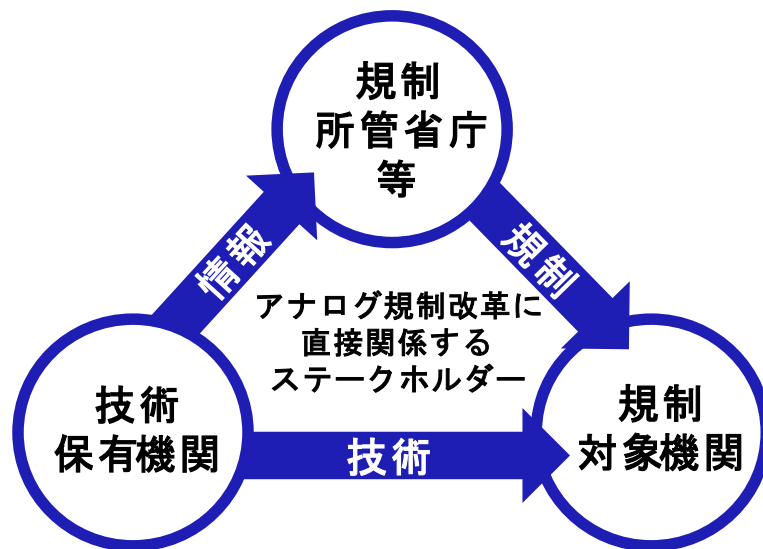 規制
所管省庁
等
情報
規制
アナログ規制改革に
直接関係する
ステークホルダー
技術
保有機関
技術
規制
対象機関